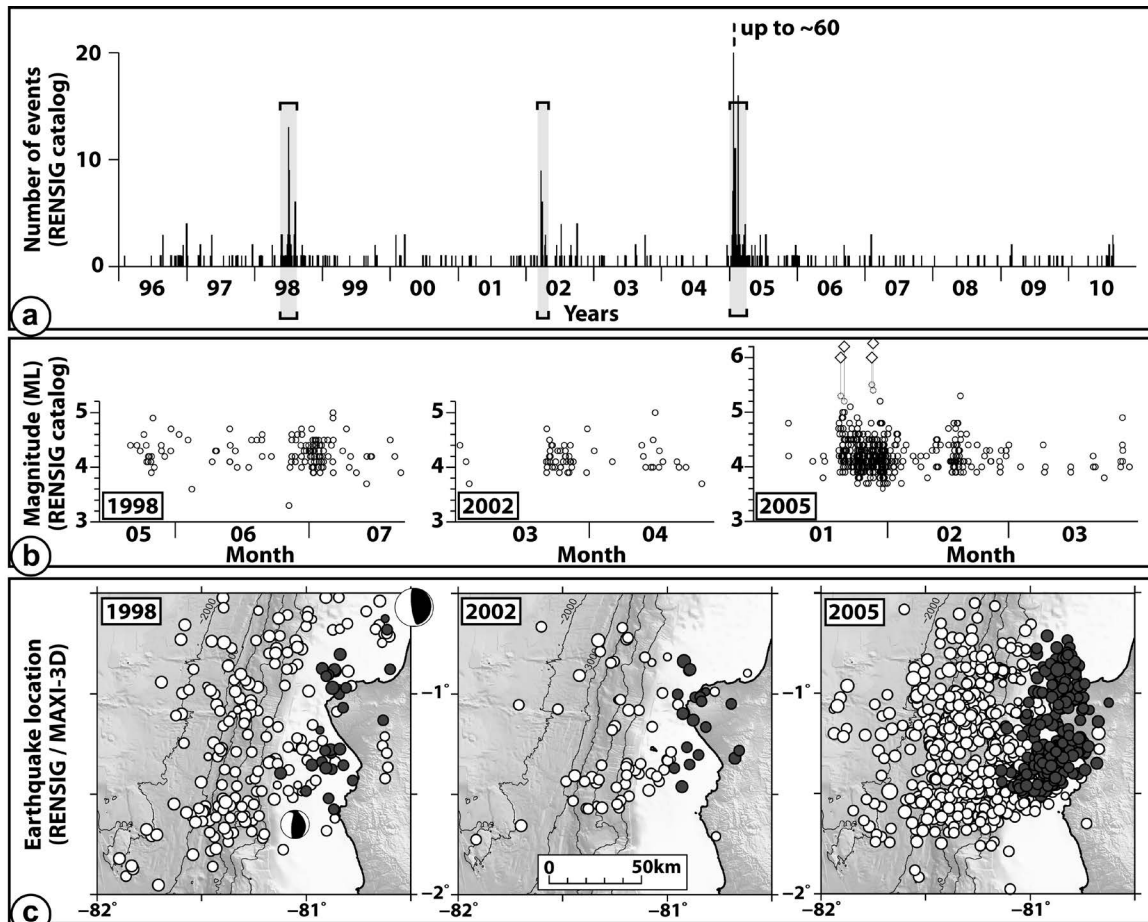 up to ~60
20
10
0
Number of events
(RENSIG catalog)
96 97 98 99 00 01 02 03 04 05 06 07 08 09 10
Years
a
Magnitude (ML)
(RENSIG catalog)
5
4
3
1998
05 06 07
Month
5
4
3
2002
03 04
Month
6
5
4
3
2005
01 02 03
Month
b
Earthquake location
(RENSIG / MAXI-3D)
1998
-2000
−82 −81
−1°
−2°
2002
-2000
-3000
0 50km
−82 −81
−1°
−2°
2005
-2000
−82 −81
−1°
−2°
c